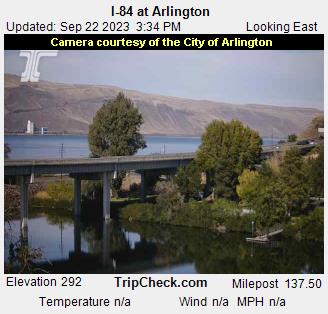 I-84 at Arlington
Updated: Sep 22 2023 3:34 PM Looking East
Camera courtesy of the City of Arlington
Elevation 292 TripCheck.com Milepost 137.50
Temperature n/a Wind n/a MPH n/a